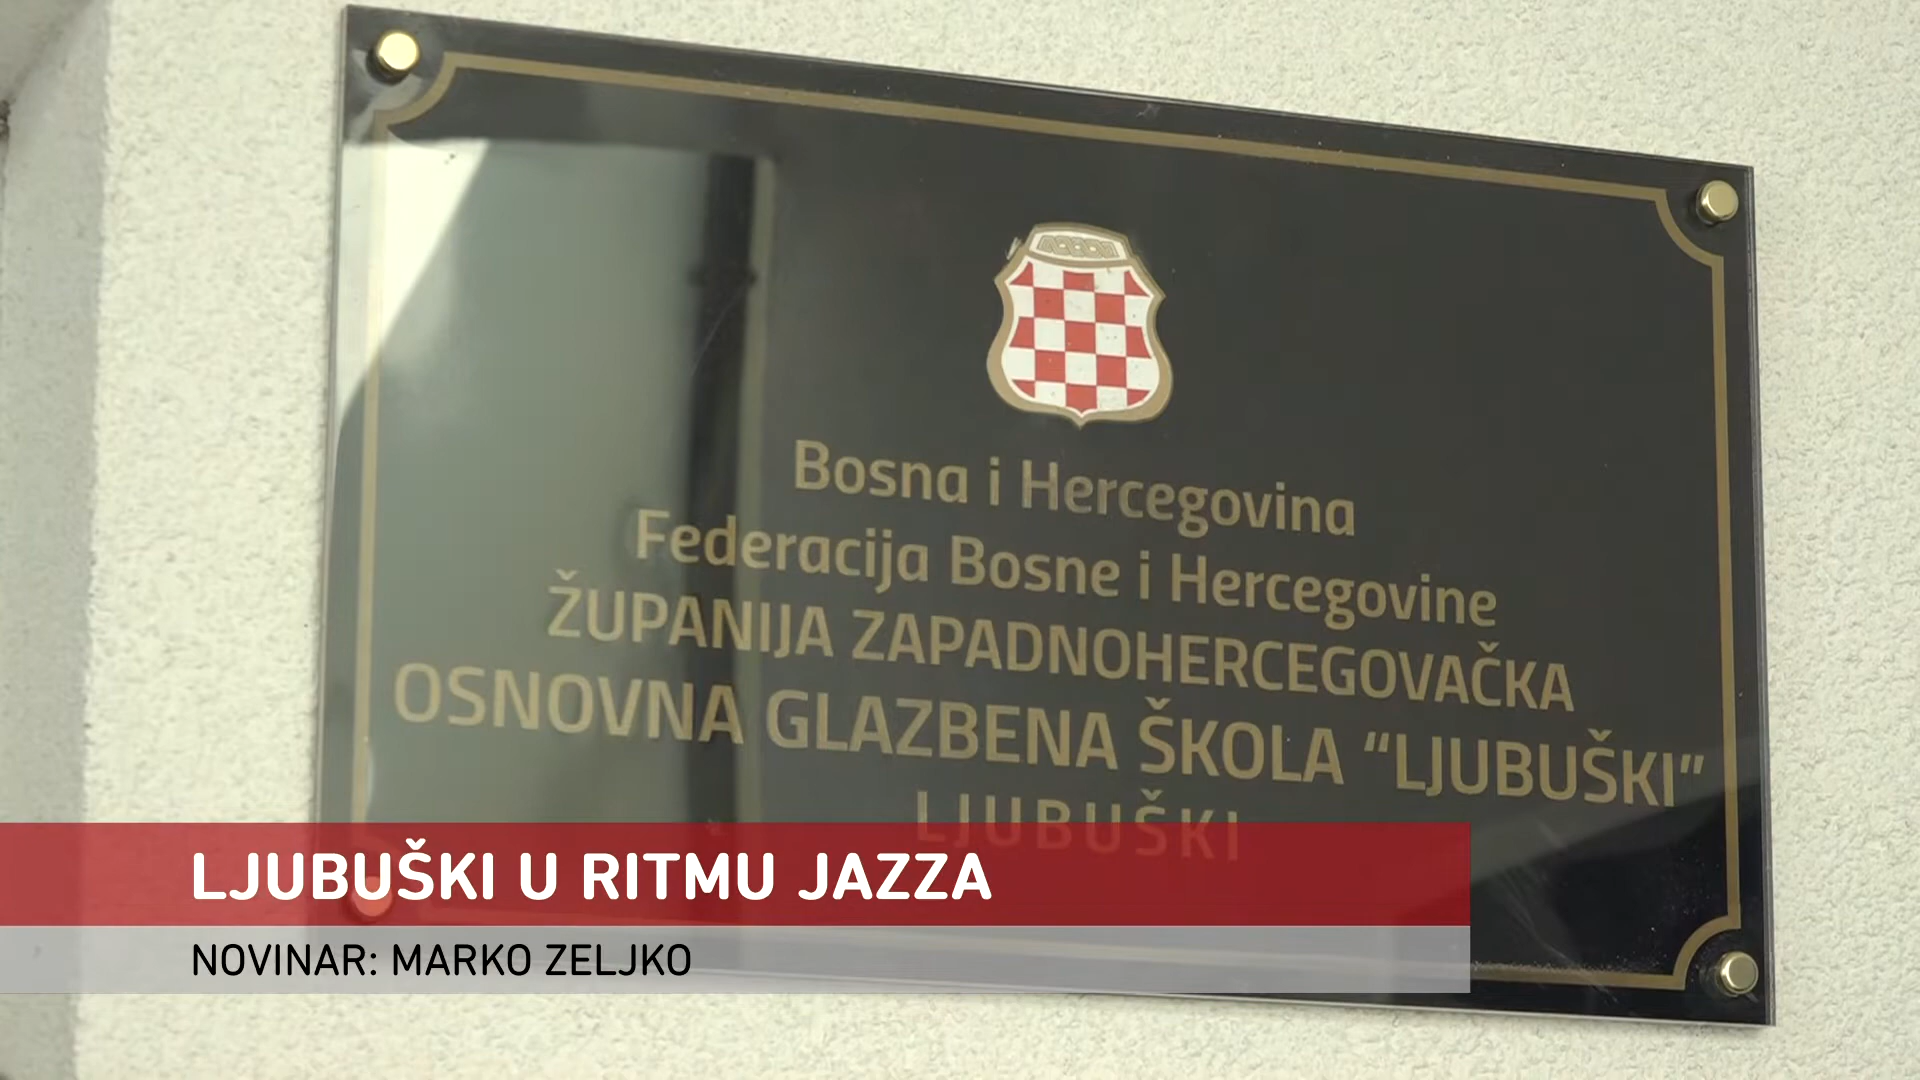 Bosna i Hercegovina
Federacija Bosne i Hercegovine
ŽUPANIJA ZAPADNOHERCEGOVAČKA
OSNOVNA GLAZBENA ŠKOLA “LJUBUŠKI”
LJUBUŠKI
LJUBUŠKI U RITMU JAZZA
NOVINAR: MARKO ZELJKO